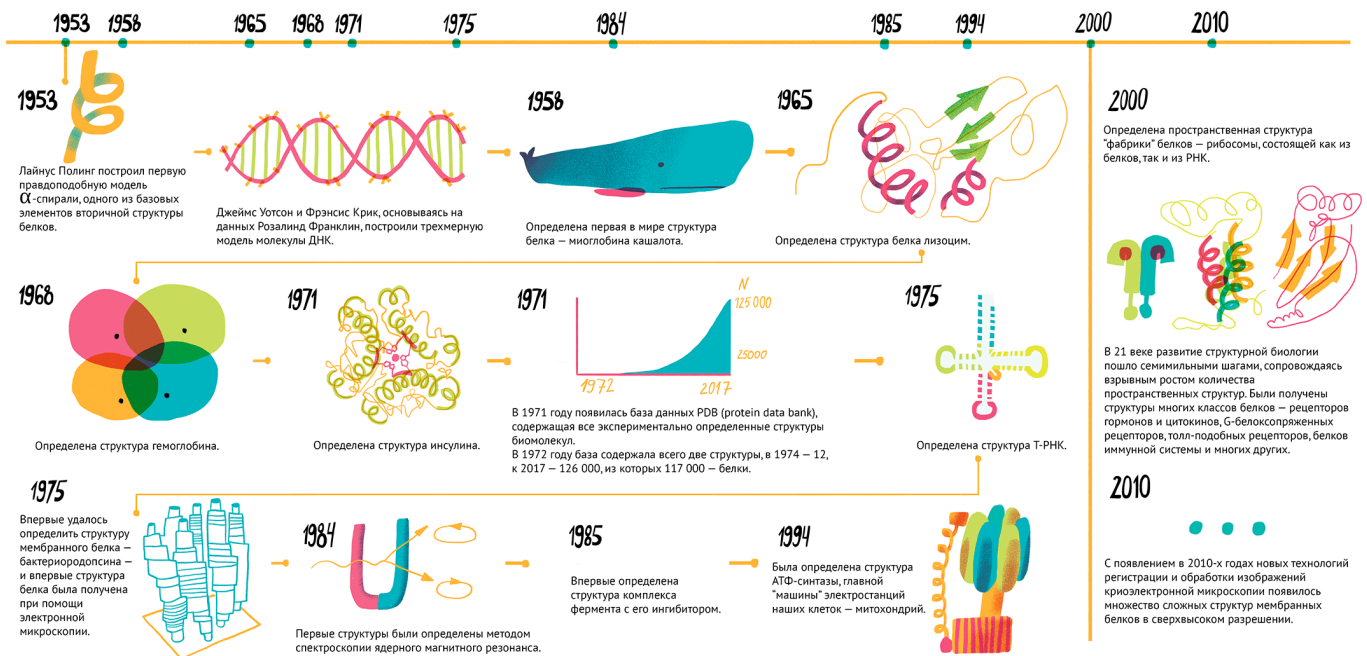 1953
1958
1965
1968
1971
1975
1984
1985
1994
2000
2010
1953
Лайнус Полинг построил первую
правдоподобную модель
α-спирали, одного из базовых
элементов вторичной структуры
белков.
Джеймс Уотсон и Фрэнсис Крик, основываясь на
данных Розалинд Франклин, построили трехмерную
модель молекулы ДНК.
1958
Определена первая в мире структура
белка — миоглобина кашалота.
1965
Определена структура белка лизоцим.
1968
Определена структура гемоглобина.
1971
Определена структура инсулина.
1971
N
125 000
25000
1972
2017
В 1971 году появилась база данных PDB (protein data bank),
содержащая все экспериментально определенные структуры
биомолекул.
В 1972 году база содержала всего две структуры, в 1974 — 12,
к 2017 — 126 000, из которых 117 000 — белки.
1975
Определена структура Т-РНК.
1975
Впервые удалось
определить структуру
мембранного белка —
бактериородопсина —
и впервые структура
белка была получена
при помощи
электронной
микроскопии.
1984
Первые структуры были определены методом
спектроскопии ядерного магнитного резонанса.
1985
Впервые определена
структура комплекса
фермента с его ингибитором.
1994
Была определена структура
АТФ-синтазы, главной
"машины" электростанций
наших клеток — митохондрий.
2000
Определена пространственная структура
"фабрики" белков — рибосомы, состоящей как из
белков, так и из РНК.
В 21 веке развитие структурной биологии
пошло семимильными шагами, сопровождаясь
взрывным ростом количества
пространственных структур. Были получены
структуры многих классов белков — рецепторов
гормонов и цитокинов, G-белоксопряженных
рецепторов, толл-подобных рецепторов, белков
иммунной системы и многих других.
2010
С появлением в 2010-х годах новых технологий
регистрации и обработки изображений
криоэлектронной микроскопии появилось
множество сложных структур мембранных
белков в сверхвысоком разрешении.